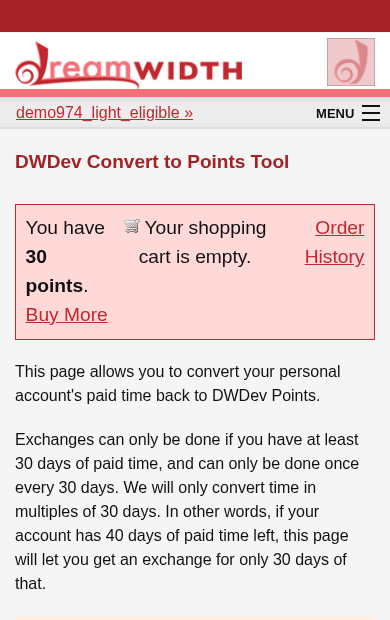 dreamWIDTH
demo974_light_eligible »
MENU
DWDev Convert to Points Tool
You have 30 points. Buy More
Your shopping cart is empty.
Order History
This page allows you to convert your personal
account's paid time back to DWDev Points.
Exchanges can only be done if you have at least
30 days of paid time, and can only be done once
every 30 days. We will only convert time in
multiples of 30 days. In other words, if your
account has 40 days of paid time left, this page
will let you get an exchange for only 30 days of
that.